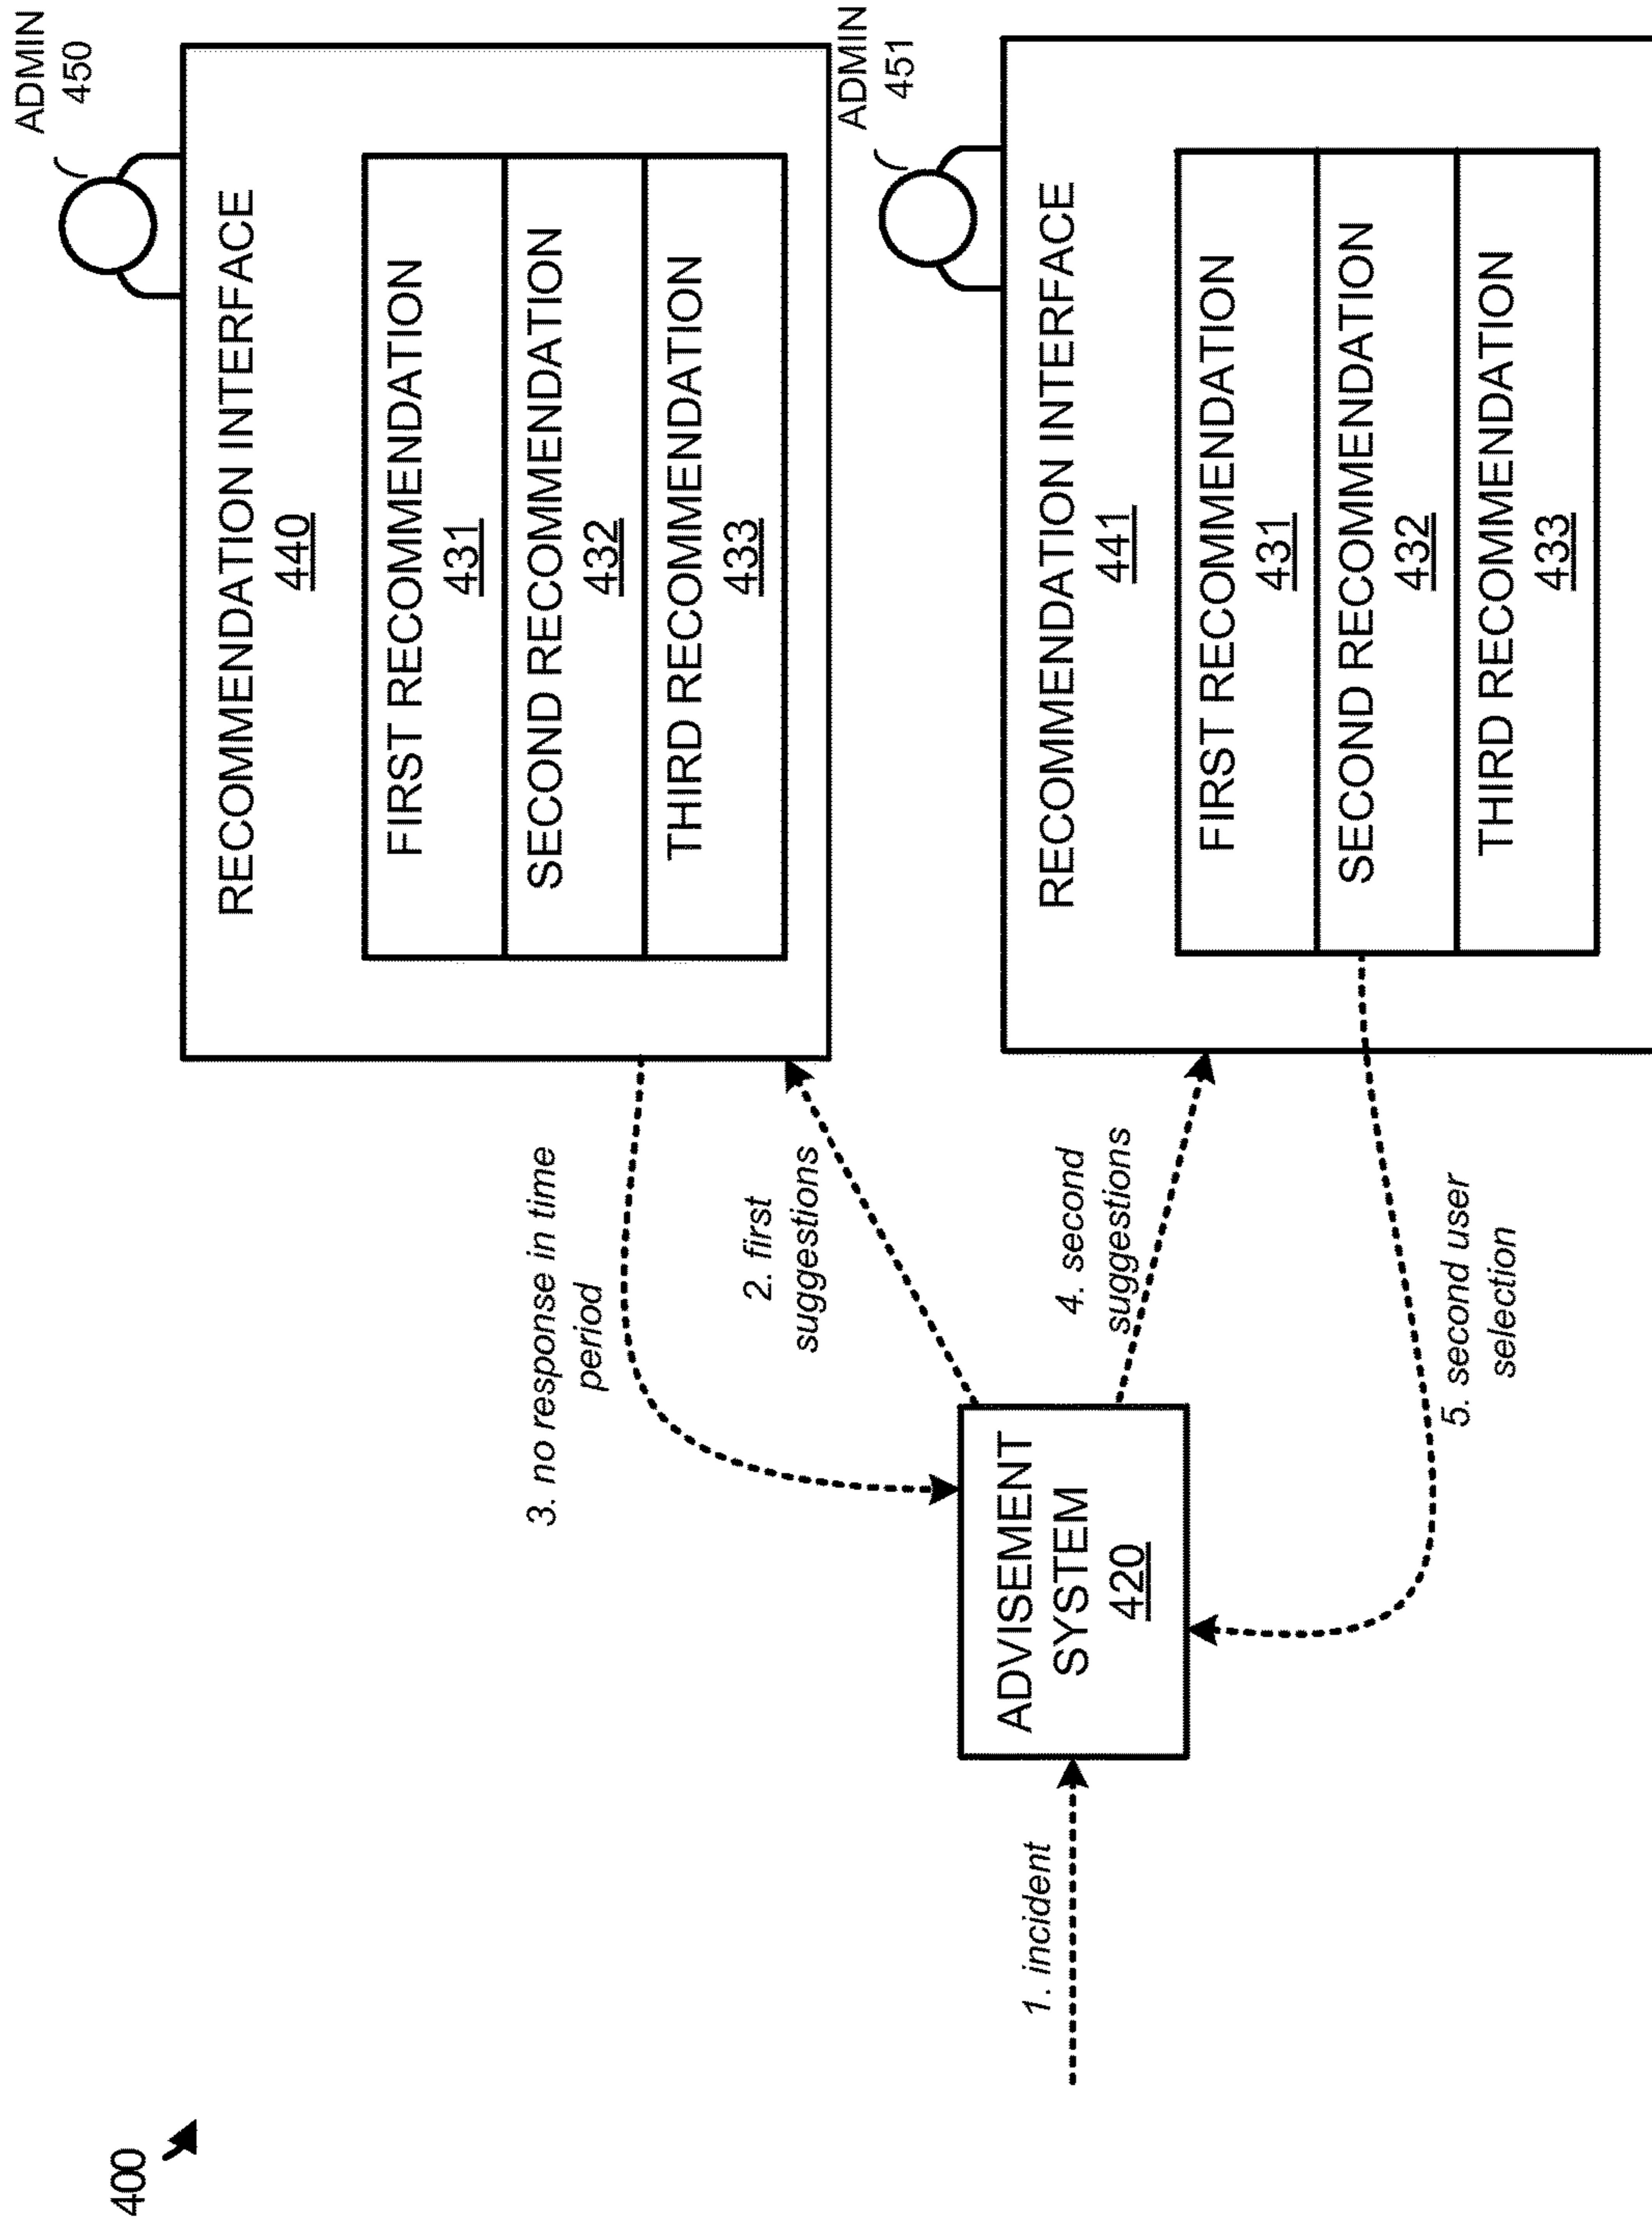 400
1. incident
ADVISEMENT
SYSTEM
420
3. no response in time
period
2. first
suggestions
4. second
suggestions
5. second user
selection
ADMIN
450
RECOMMENDATION INTERFACE
440
FIRST RECOMMENDATION
431
SECOND RECOMMENDATION
432
THIRD RECOMMENDATION
433
ADMIN
451
RECOMMENDATION INTERFACE
441
FIRST RECOMMENDATION
431
SECOND RECOMMENDATION
432
THIRD RECOMMENDATION
433